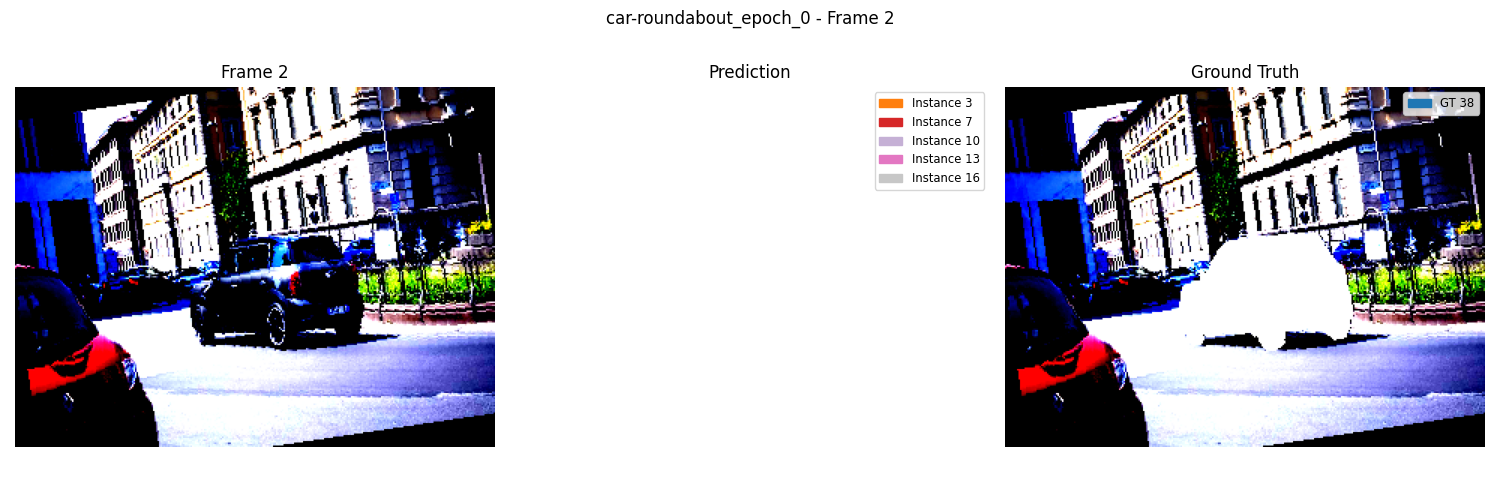 car-roundabout_epoch_0 - Frame 2
Frame 2
Prediction
Ground Truth
Instance 3
Instance 7
Instance 10
Instance 13
Instance 16
GT 38